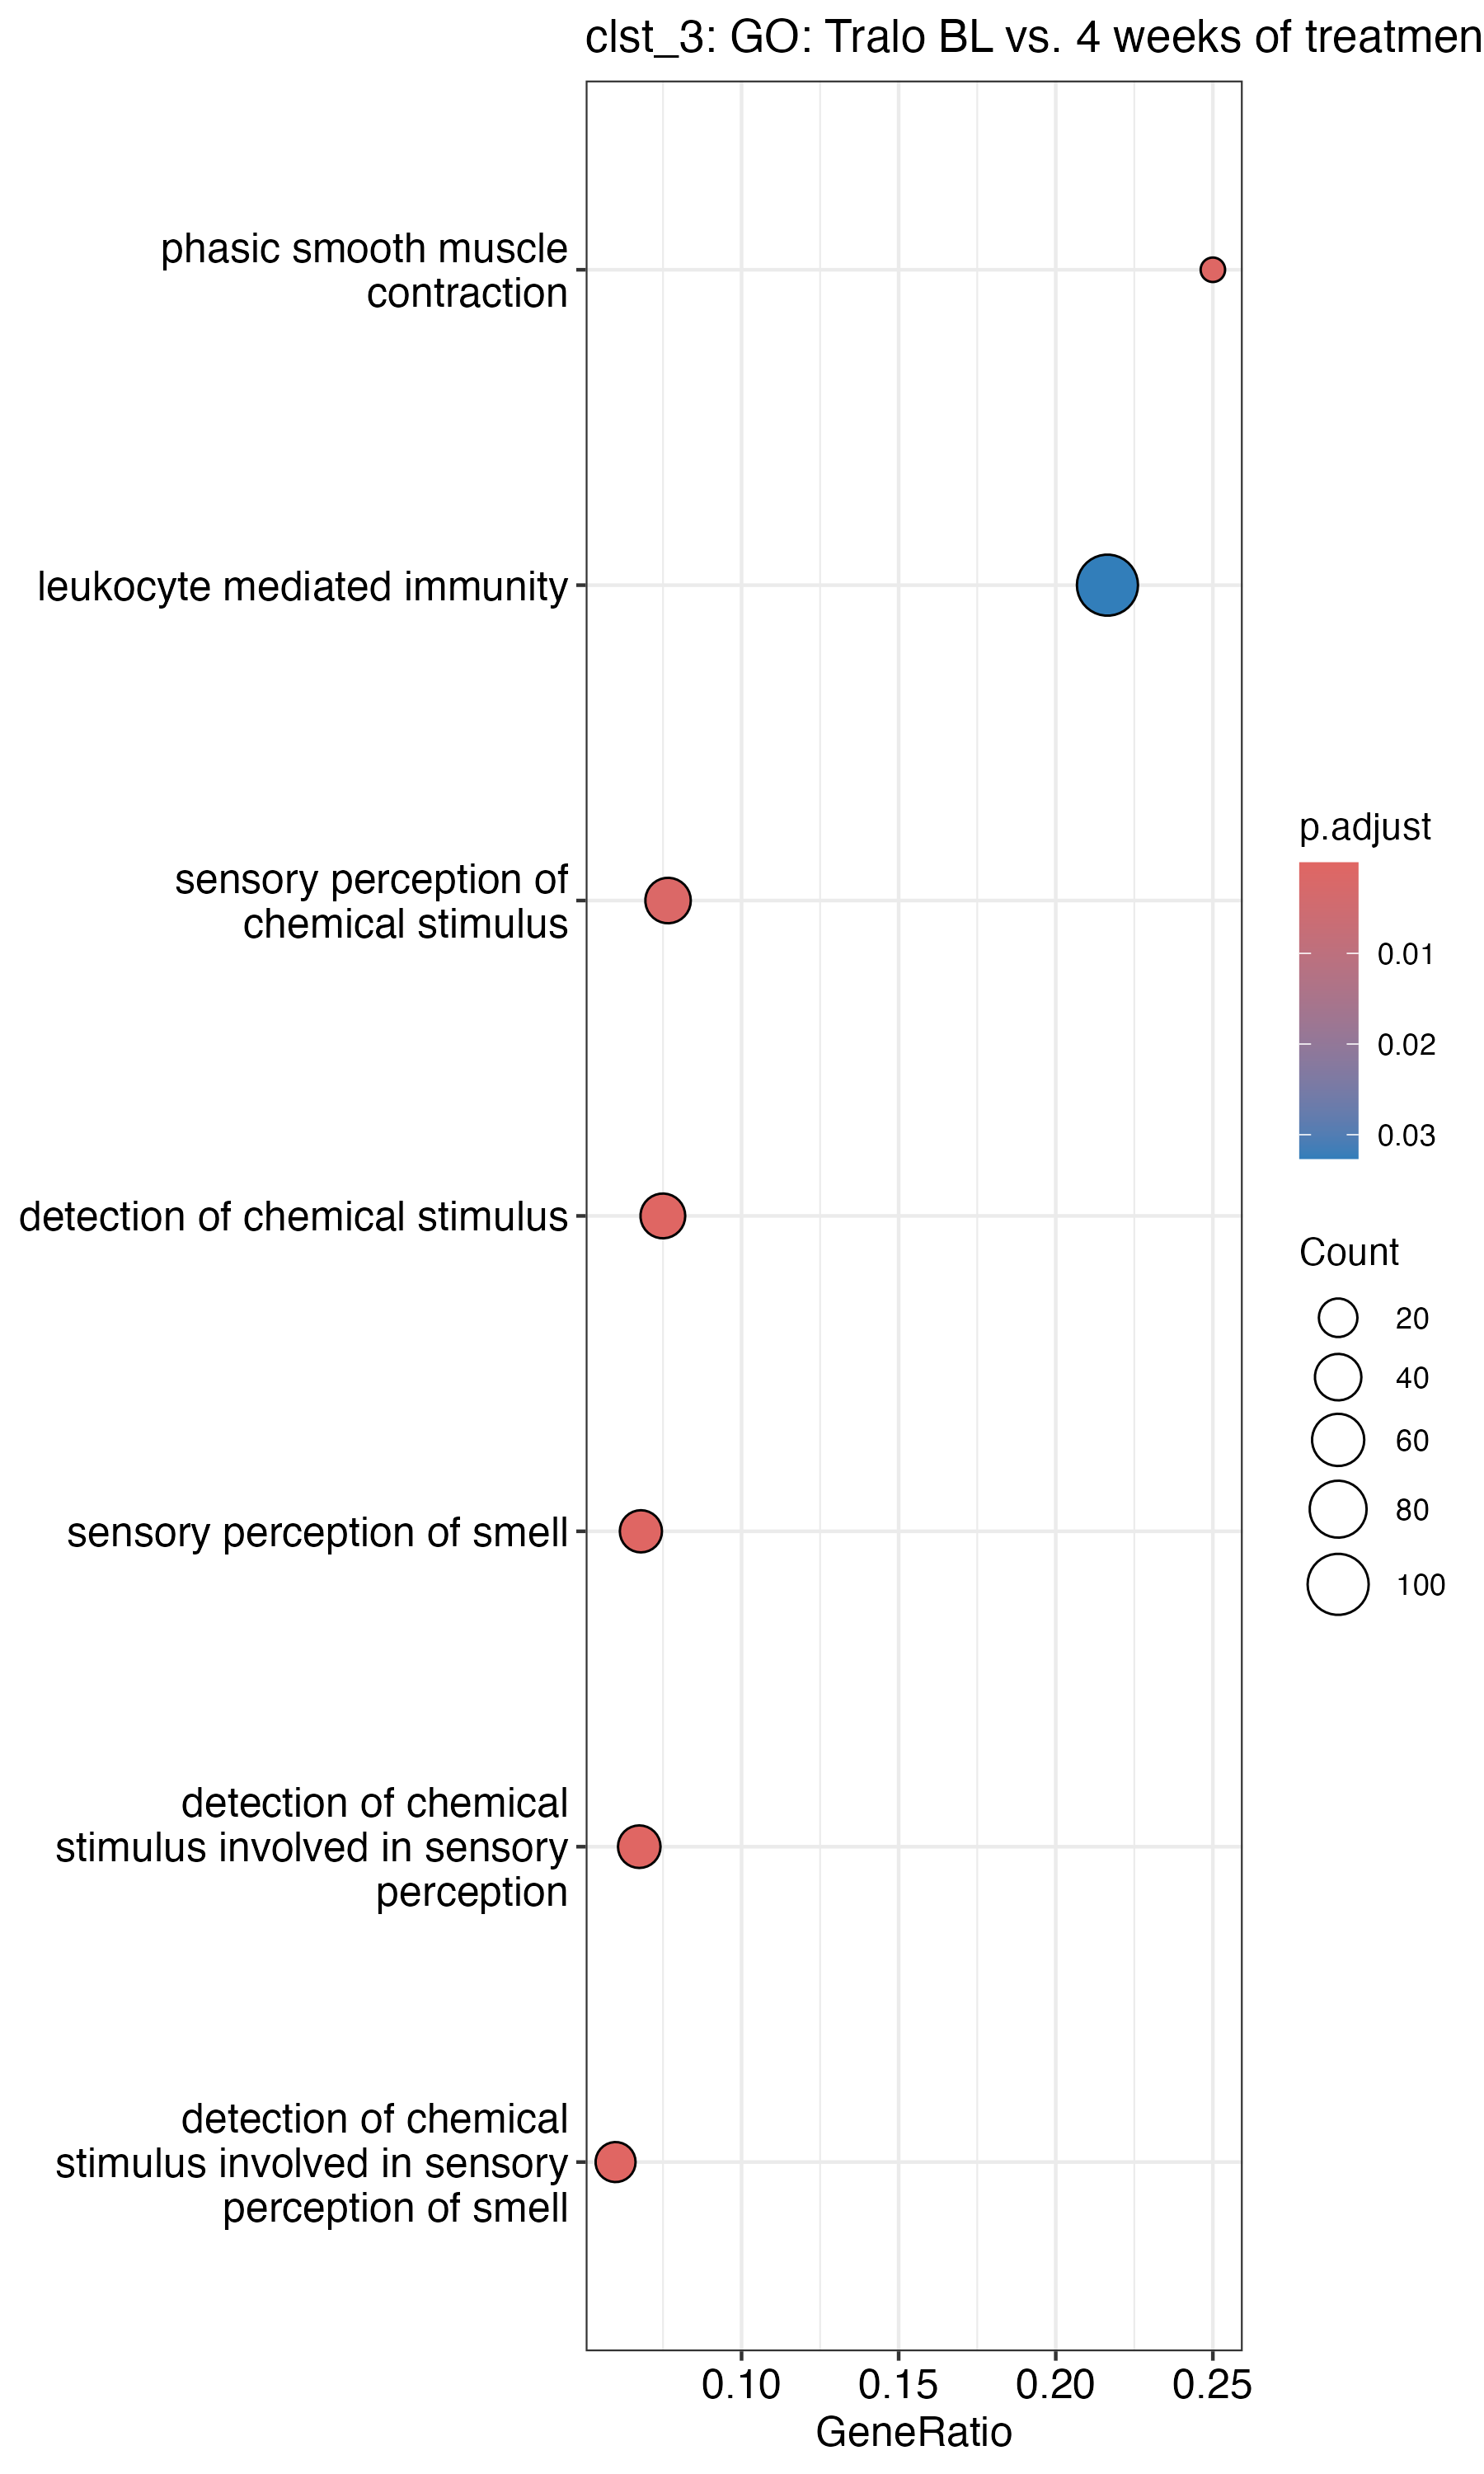 clst_3: GO: Tralo BL vs. 4 weeks of treatmen
phasic smooth muscle
contraction
leukocyte mediated immunity
sensory perception of
chemical stimulus
detection of chemical stimulus
sensory perception of smell
detection of chemical
stimulus involved in sensory
perception
detection of chemical
stimulus involved in sensory
perception of smell
0.10 0.15 0.20 0.25
GeneRatio
p.adjust
0.01
0.02
0.03
Count
20
40
60
80
100